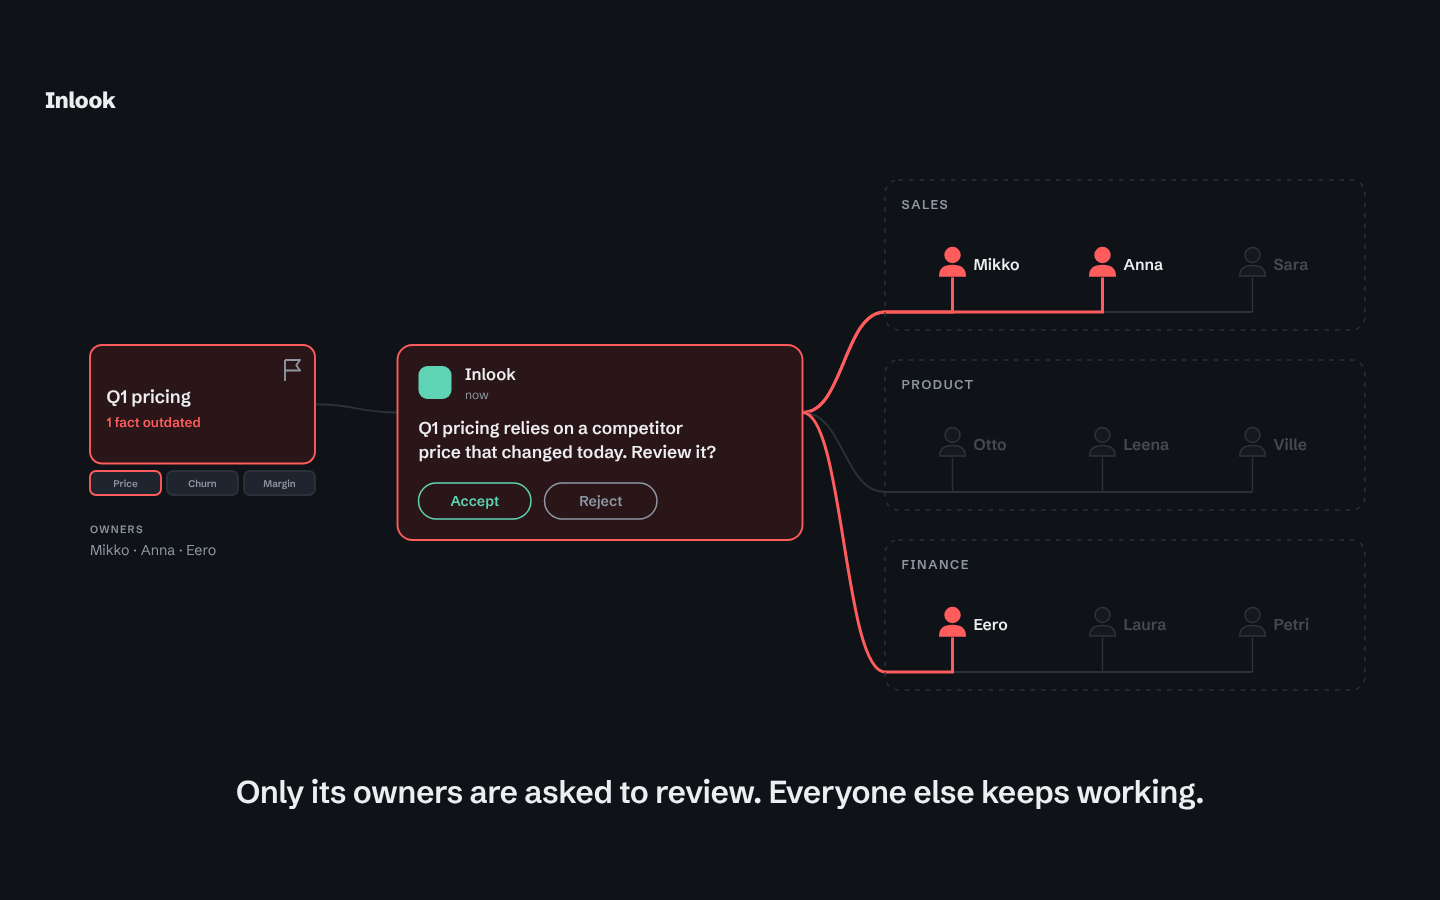 Inlook
Q1 pricing
1 fact outdated
Price
Churn
Margin
OWNERS
Mikko · Anna · Eero
Inlook
now
Q1 pricing relies on a competitor
price that changed today. Review it?
Accept
Reject
SALES
Mikko
Anna
Sara
PRODUCT
Otto
Leena
Ville
FINANCE
Eero
Laura
Petri
Only its owners are asked to review. Everyone else keeps working.